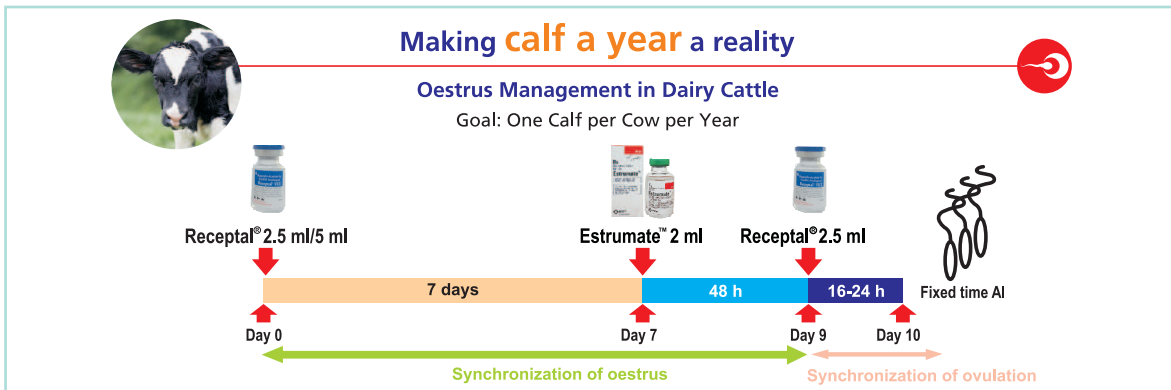 Making calf a year a reality
Oestrus Management in Dairy Cattle
Goal: One Calf per Cow per Year
Estrumate™
Receptal® 2.5 ml/5 ml
Estrumate™ 2 ml
Receptal® 2.5 ml
7 days
48 h
16-24 h
Fixed time AI
Day 0
Day 7
Day 9
Day 10
Synchronization of oestrus
Synchronization of ovulation